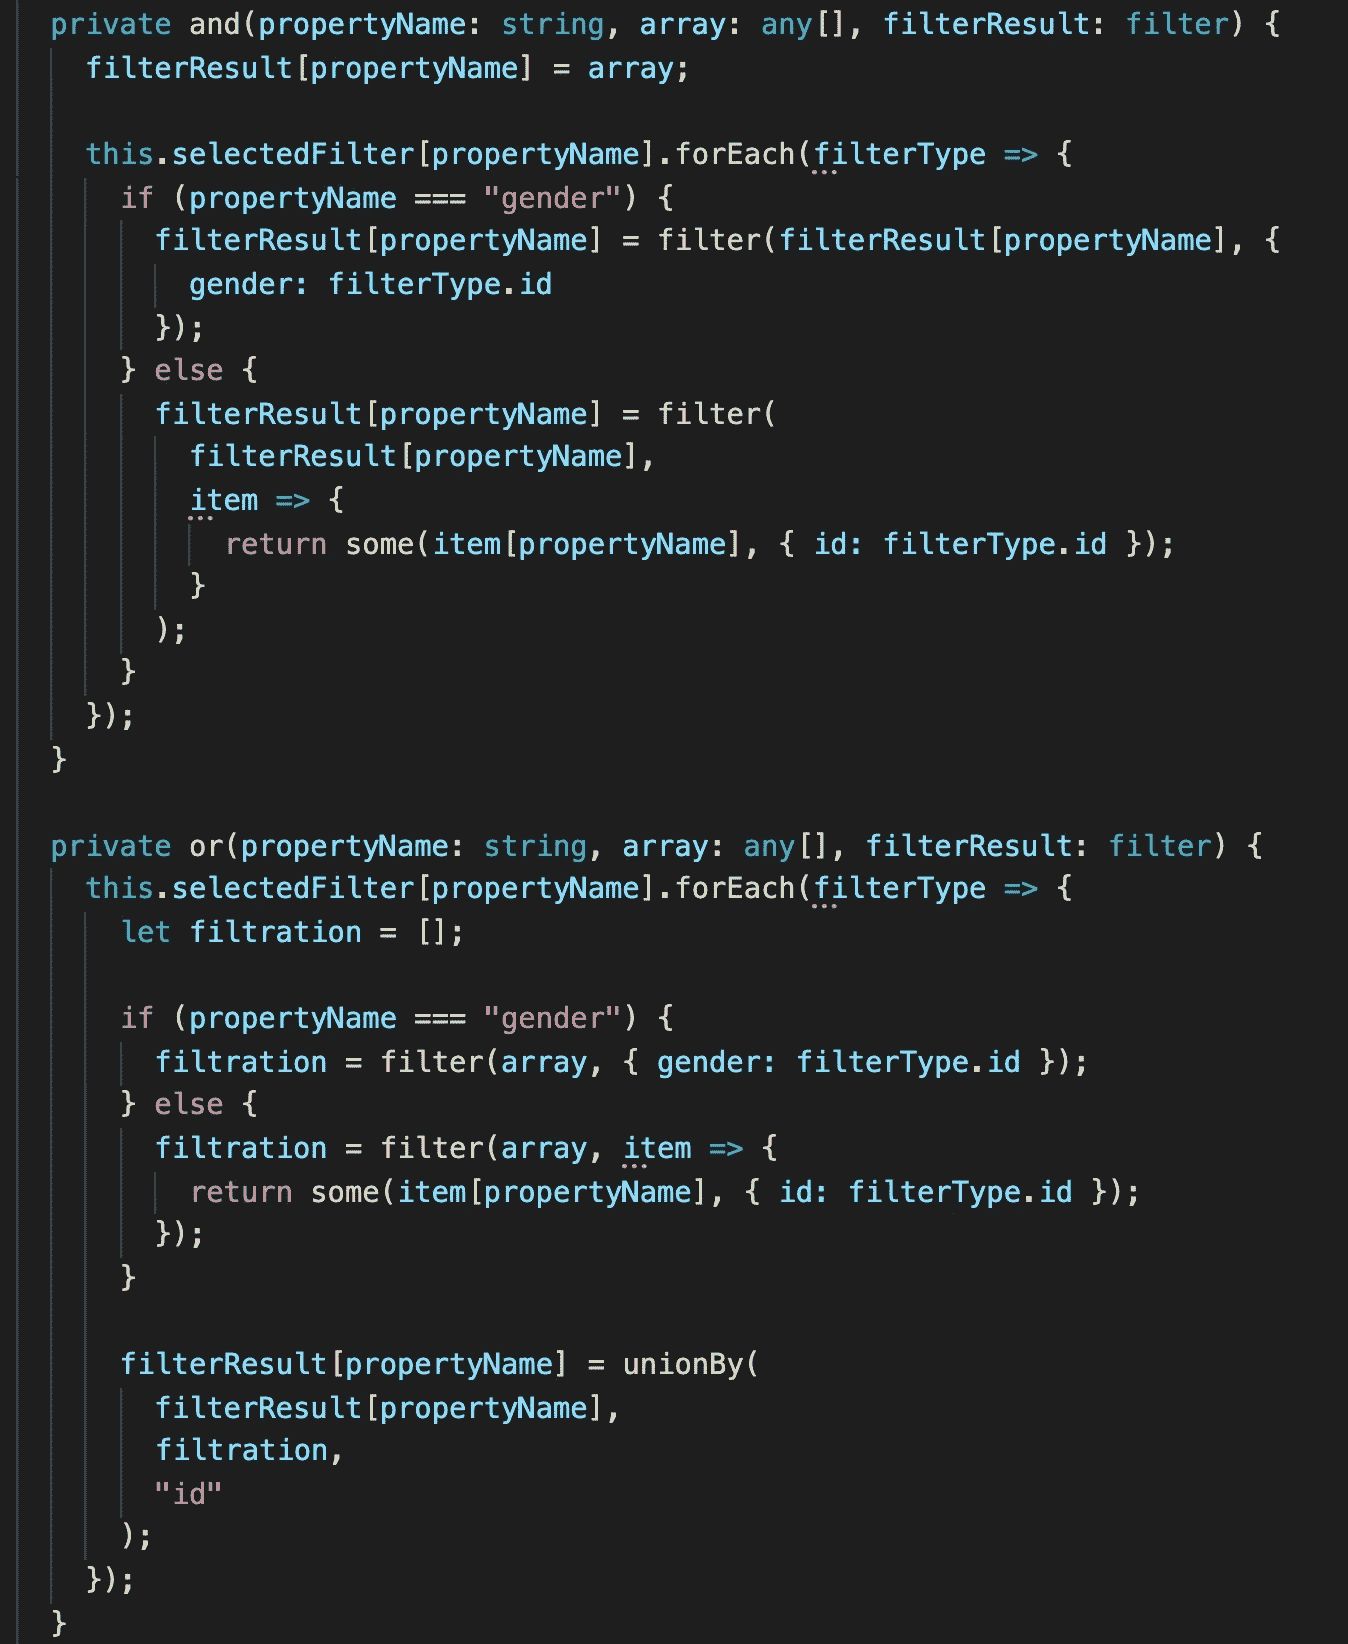 private and(propertyName: string, array: any[], filterResult: filter) {
  filterResult[propertyName] = array;

  this.selectedFilter[propertyName].forEach(filterType => {
    if (propertyName === "gender") {
      filterResult[propertyName] = filter(filterResult[propertyName], {
        gender: filterType.id
      });
    } else {
      filterResult[propertyName] = filter(
        filterResult[propertyName],
        item => {
          return some(item[propertyName], { id: filterType.id });
        }
      );
    }
  });
}

private or(propertyName: string, array: any[], filterResult: filter) {
  this.selectedFilter[propertyName].forEach(filterType => {
    let filtration = [];

    if (propertyName === "gender") {
      filtration = filter(array, { gender: filterType.id });
    } else {
      filtration = filter(array, item => {
        return some(item[propertyName], { id: filterType.id });
      });
    }

    filterResult[propertyName] = unionBy(
      filterResult[propertyName],
      filtration,
      "id"
    );
  });
}